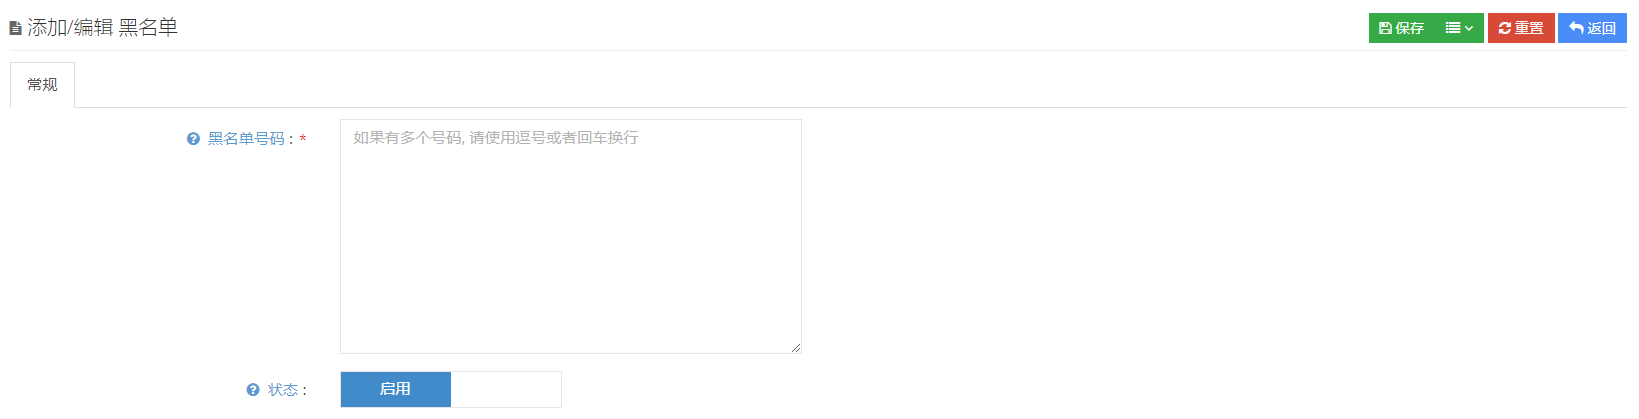 添加/编辑 黑名单
保存
重置
返回
常规
黑名单号码 : *
如果有多个号码, 请使用逗号或者回车换行
状态 :
启用